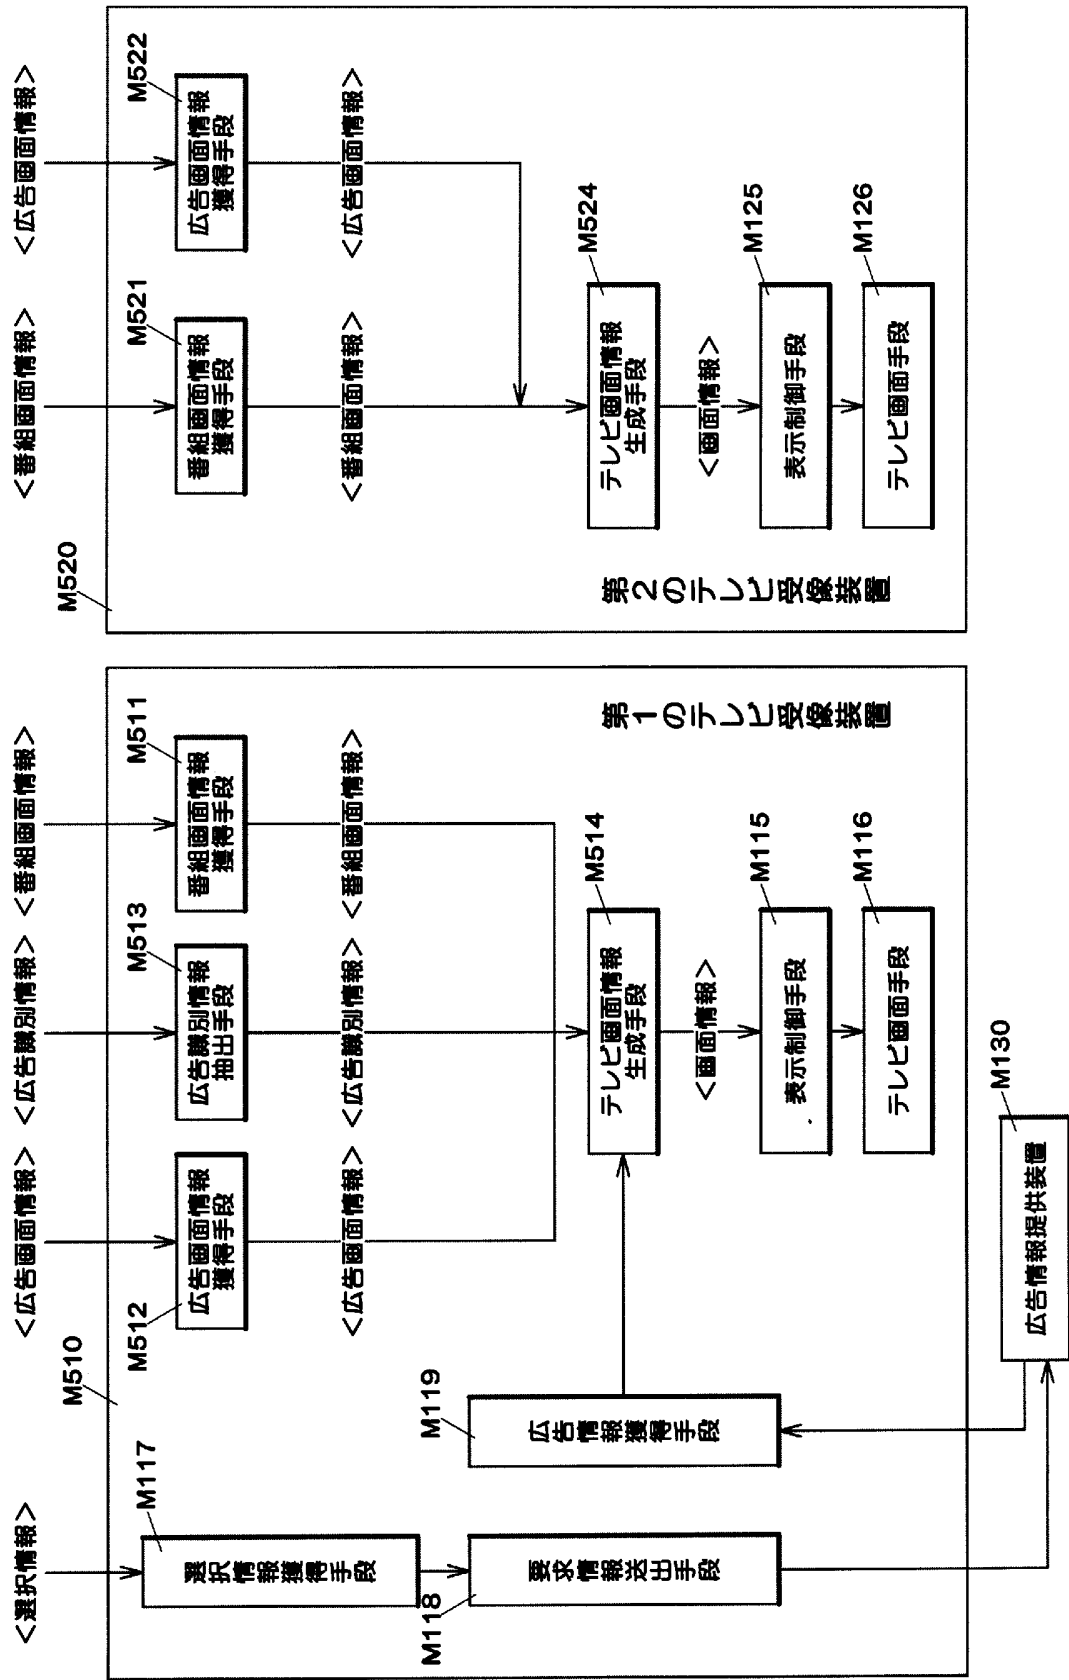 <選択情報>
<広告画面情報>
<広告識別情報>
<番組画面情報>
M510
M117
選択情報獲得手段
M512
広告画面情報
獲得手段
M513
広告識別情報
抽出手段
M511
番組画面情報
獲得手段
<広告画面情報>
<広告識別情報>
<番組画面情報>
M118
要求情報送出手段
M119
広告情報獲得手段
M514
テレビ画面情報
生成手段
<画面情報>
M115
表示制御手段
M116
テレビ画面手段
第1のテレビ受像装置
M130
広告情報提供装置
<番組画面情報>
<広告画面情報>
M520
M521
番組画面情報
獲得手段
M522
広告画面情報
獲得手段
<番組画面情報>
<広告画面情報>
M524
テレビ画面情報
生成手段
<画面情報>
M125
表示制御手段
M126
テレビ画面手段
第2のテレビ受像装置